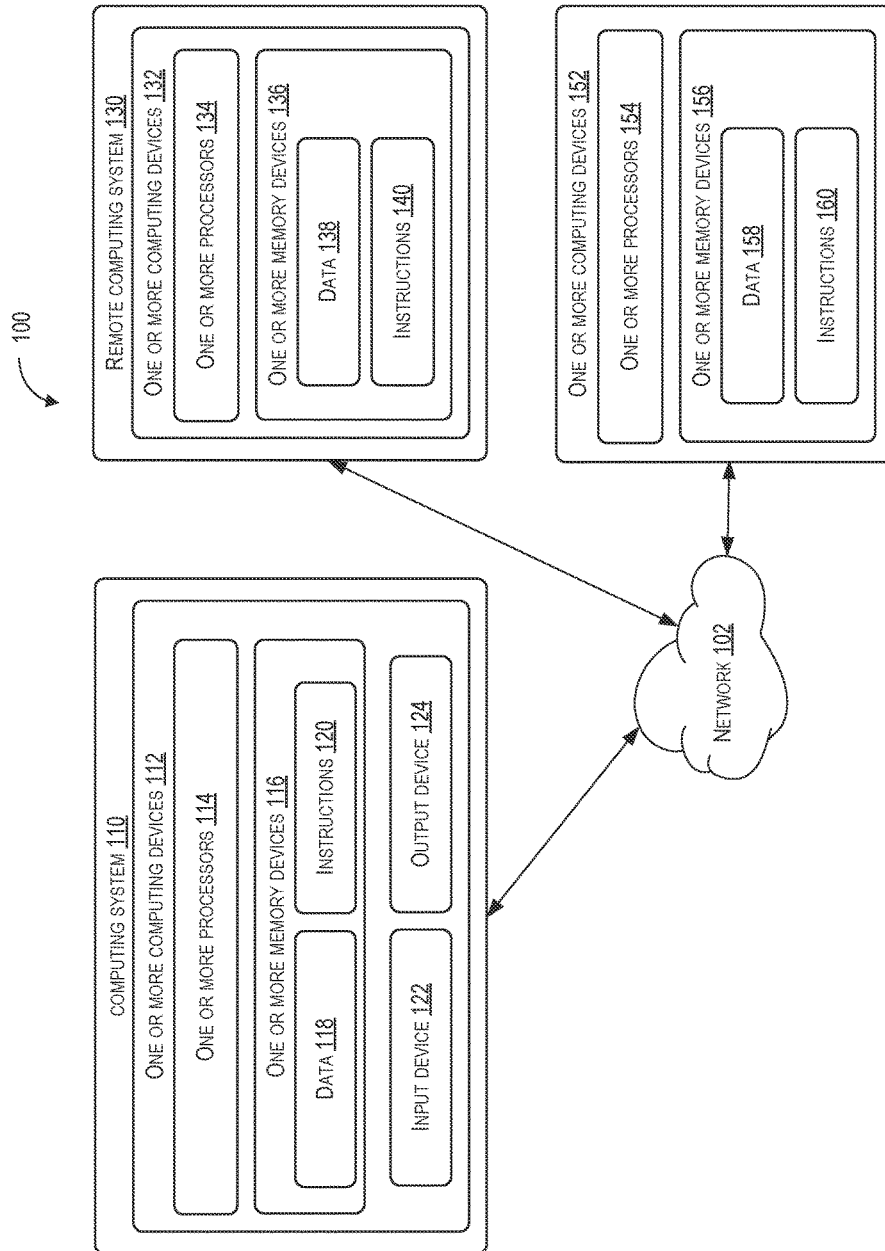 100
COMPUTING SYSTEM 110
ONE OR MORE COMPUTING DEVICES 112
ONE OR MORE PROCESSORS 114
ONE OR MORE MEMORY DEVICES 116
DATA 118
INSTRUCTIONS 120
INPUT DEVICE 122
OUTPUT DEVICE 124
REMOTE COMPUTING SYSTEM 130
ONE OR MORE COMPUTING DEVICES 132
ONE OR MORE PROCESSORS 134
ONE OR MORE MEMORY DEVICES 136
DATA 138
INSTRUCTIONS 140
NETWORK 102
ONE OR MORE COMPUTING DEVICES 152
ONE OR MORE PROCESSORS 154
ONE OR MORE MEMORY DEVICES 156
DATA 158
INSTRUCTIONS 160